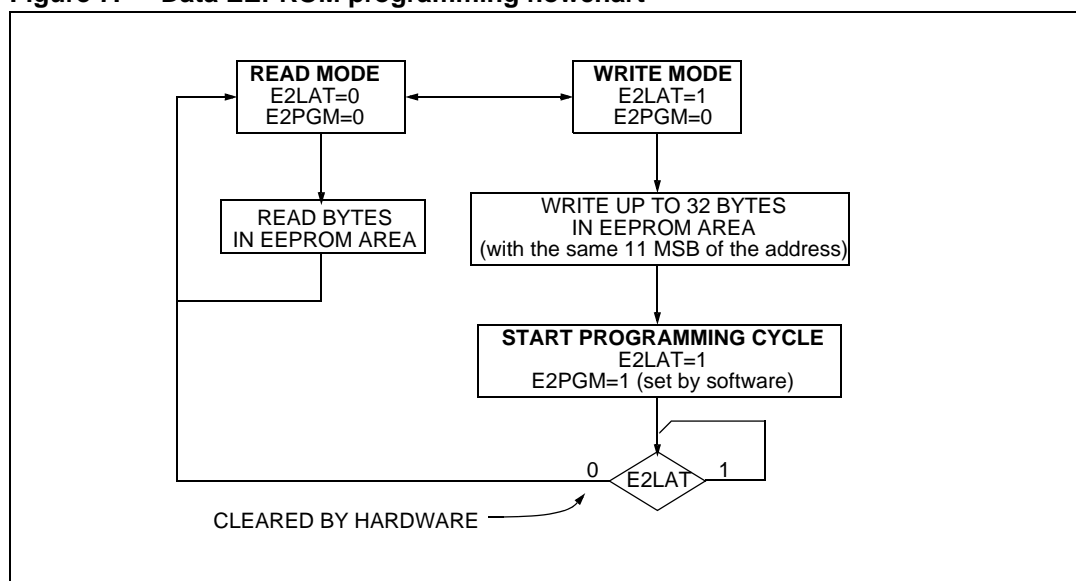 READ MODE
E2LAT=0
E2PGM=0
WRITE MODE
E2LAT=1
E2PGM=0
READ BYTES
IN EEPROM AREA
WRITE UP TO 32 BYTES
IN EEPROM AREA
(with the same 11 MSB of the address)
START PROGRAMMING CYCLE
E2LAT=1
E2PGM=1 (set by software)
0
E2LAT
1
CLEARED BY HARDWARE